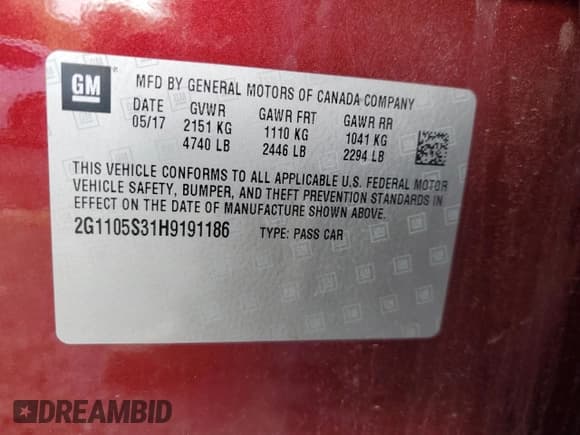 GM ® MFD BY GENERAL MOTORS OF CANADA COMPANY
DATE GVWR GAWR FRT GAWR RR
05/17 2151 KG 1110 KG 1041 KG
4740 LB 2446 LB 2294 LB
THIS VEHICLE CONFORMS TO ALL APPLICABLE U.S. FEDERAL MOTOR
VEHICLE SAFETY, BUMPER, AND THEFT PREVENTION STANDARDS IN
EFFECT ON THE DATE OF MANUFACTURE SHOWN ABOVE.
2G1105S31H9191186 TYPE: PASS CAR
DREAMBID